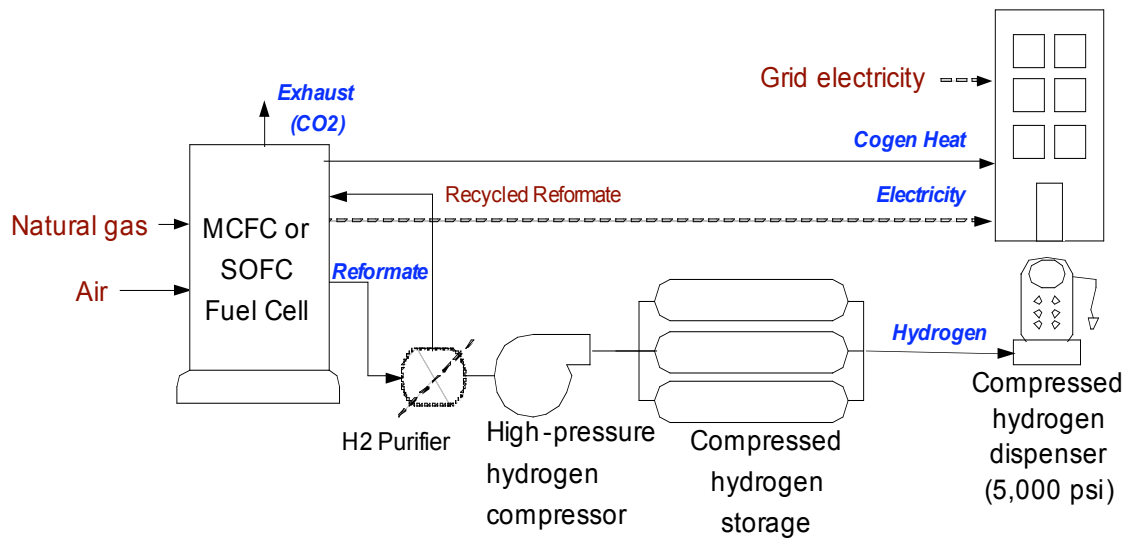 Grid electricity
Exhaust
(CO2)
Cogen Heat
Recycled Reformate
Electricity
Natural gas
MCFC or
SOFC
Fuel Cell
Air
Reformate
Hydrogen
H2 Purifier
High-pressure
hydrogen
compressor
Compressed
hydrogen
storage
Compressed
hydrogen
dispenser
(5,000 psi)